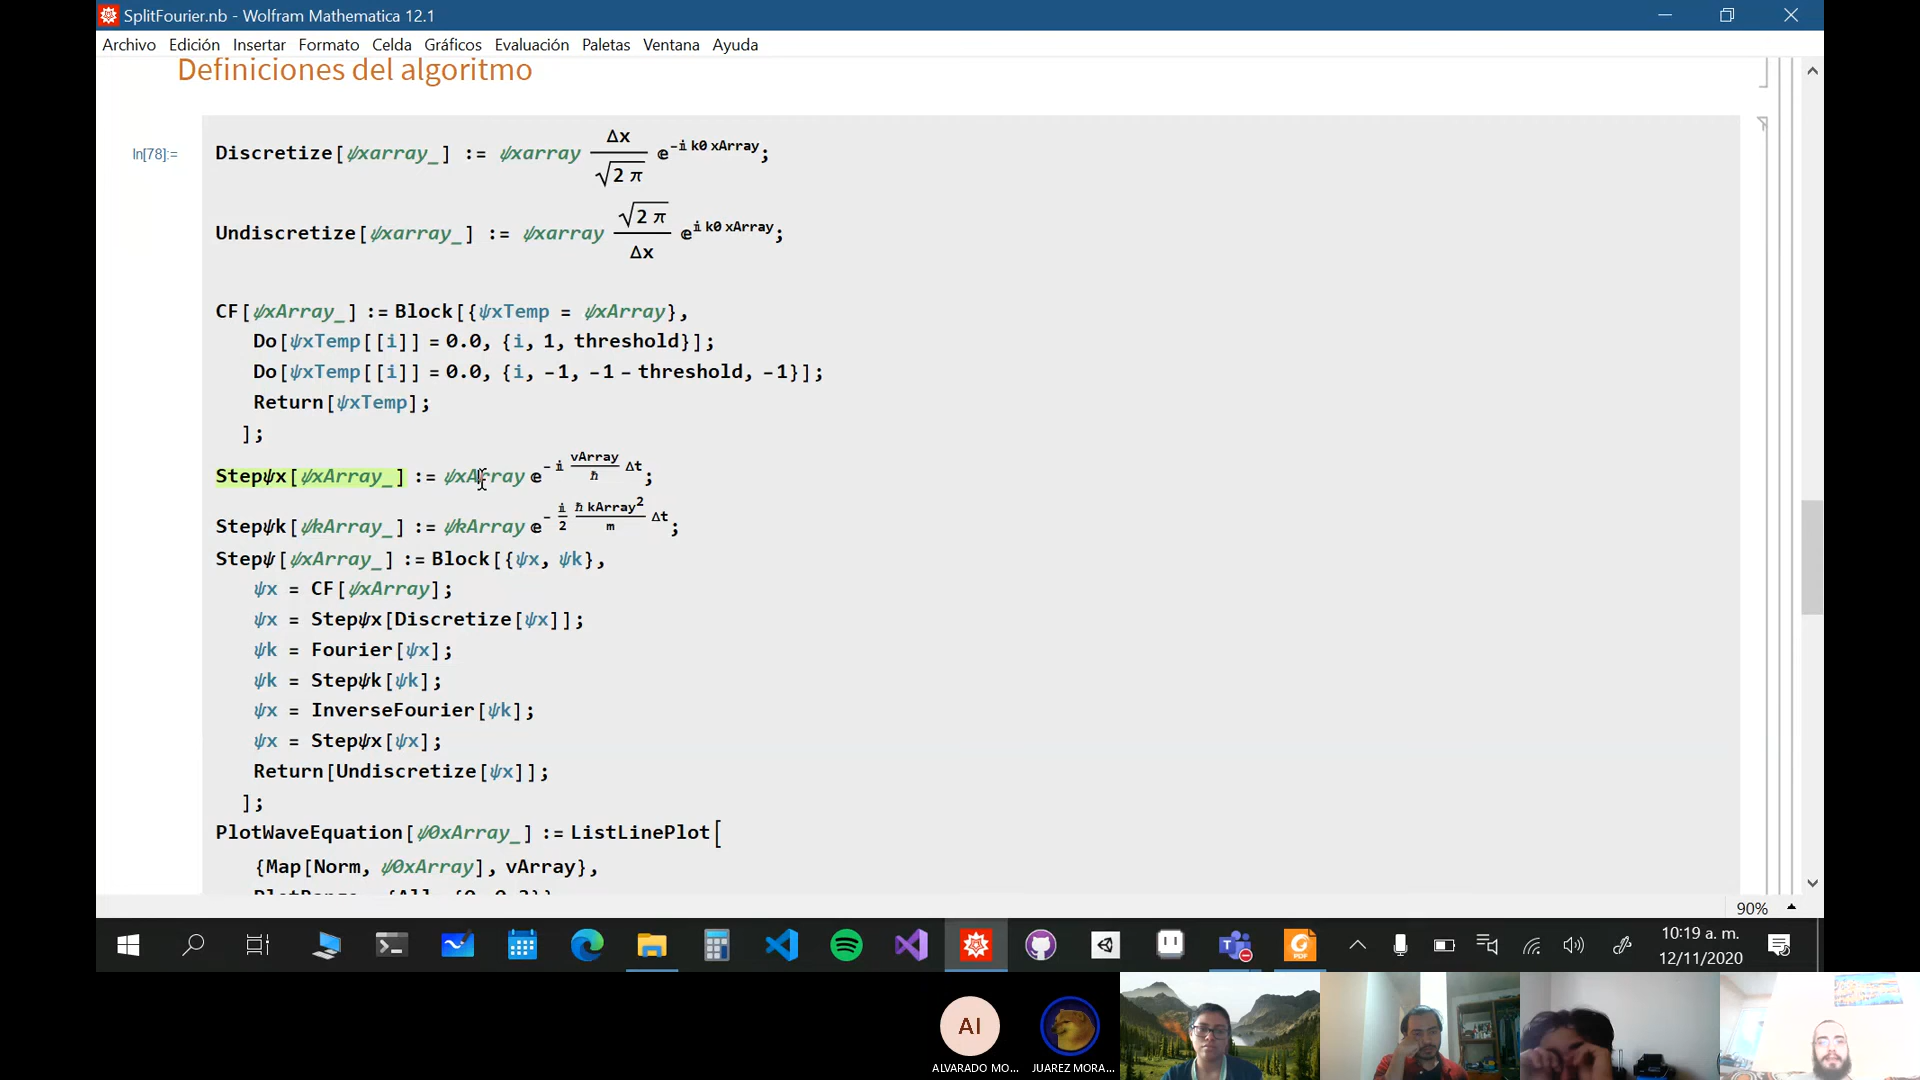 SplitFourier.nb - Wolfram Mathematica 12.1
Archivo Edición Insertar Formato Celda Gráficos Evaluación Paletas Ventana Ayuda
Definiciones del algoritmo
In[78]:=
Discretize[ψxarray_] := ψxarray Δx/√(2 π) ⅇ^(-ⅈ k0 xArray);
Undiscretize[ψxarray_] := ψxarray √(2 π)/Δx ⅇ^(ⅈ k0 xArray);
CF[ψxArray_] := Block[{ψxTemp = ψxArray},
Do[ψxTemp[[i]] = 0.0, {i, 1, threshold}];
Do[ψxTemp[[i]] = 0.0, {i, -1, -1 - threshold, -1}];
Return[ψxTemp];
];
Stepψx[ψxArray_] := ψxArray ⅇ^(-ⅈ vArray/ℏ Δt);
Stepψk[ψkArray_] := ψkArray ⅇ^(-ⅈ/2 ℏ kArray²/m Δt);
Stepψ[ψxArray_] := Block[{ψx, ψk},
ψx = CF[ψxArray];
ψx = Stepψx[Discretize[ψx]];
ψk = Fourier[ψx];
ψk = Stepψk[ψk];
ψx = InverseFourier[ψk];
ψx = Stepψx[ψx];
Return[Undiscretize[ψx]];
];
PlotWaveEquation[ψ0xArray_] := ListLinePlot[
{Map[Norm, ψ0xArray], vArray},
90%
10:19 a. m.
12/11/2020
AI
ALVARADO MO...
JUAREZ MORA...